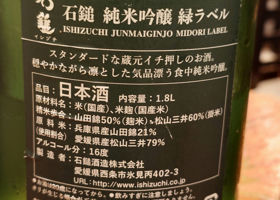 石鎚 純米吟醸 緑ラベル
ISHIZUCHI JUNMAIGINJO MIDORI LABEL
スタンダードな蔵元イチ押しのお酒。
穏やかながら凛とした気品漂う食中純米吟醸。
品目:日本酒 内容量:1.8L
原材料:米(国産)、米麹(国産米)
精米歩合:山田錦50%(麹米)、松山三井60%(掛米)
原料米:兵庫県産山田錦21%
(使用割合) 愛媛県産松山三井79%
アルコール分:16度
製造者:石鎚酒造株式会社
愛媛県西条市氷見丙402-3
URL:http://www.ishizuchi.co.jp